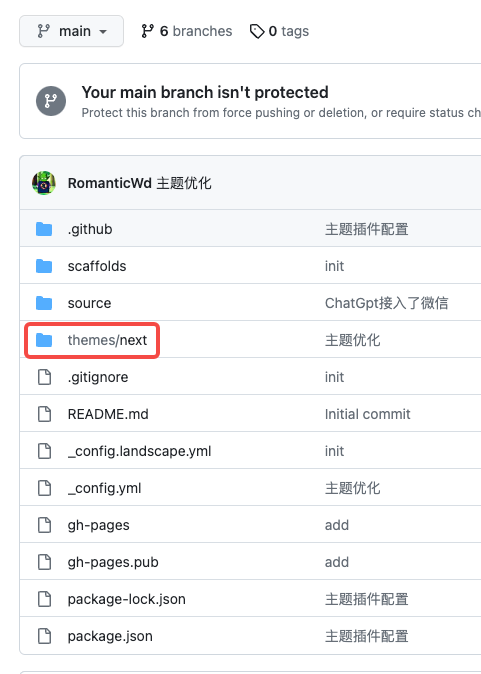 main 6 branches 0 tags
Your main branch isn't protected
Protect this branch from force pushing or deletion, or require status ch
RomanticWd 主题优化
.github 主题插件配置
scaffolds init
source ChatGpt接入了微信
themes/next 主题优化
.gitignore init
README.md Initial commit
_config.landscape.yml init
_config.yml 主题优化
gh-pages add
gh-pages.pub add
package-lock.json 主题插件配置
package.json 主题插件配置